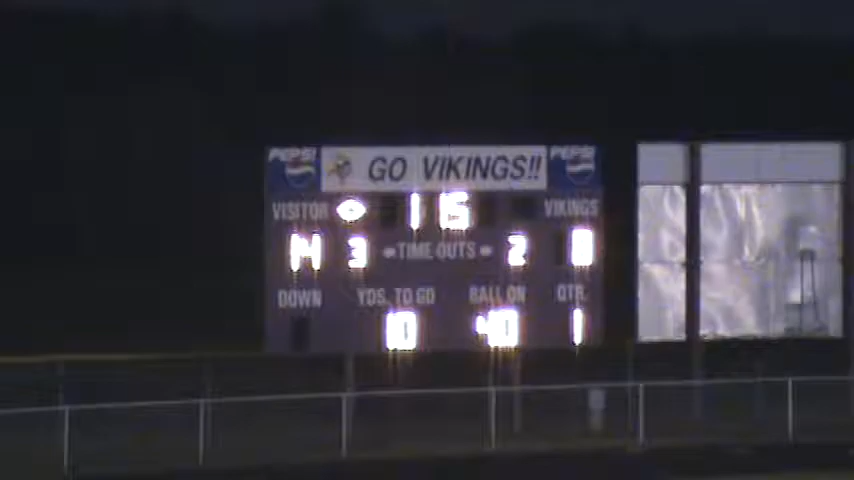 PEPSI GO VIKINGS!! PEPSI
VISITOR 1 16 VIKINGS
14 3 TIME OUTS 2
DOWN YDS. TO GO BALL ON QTR.
10 40 1